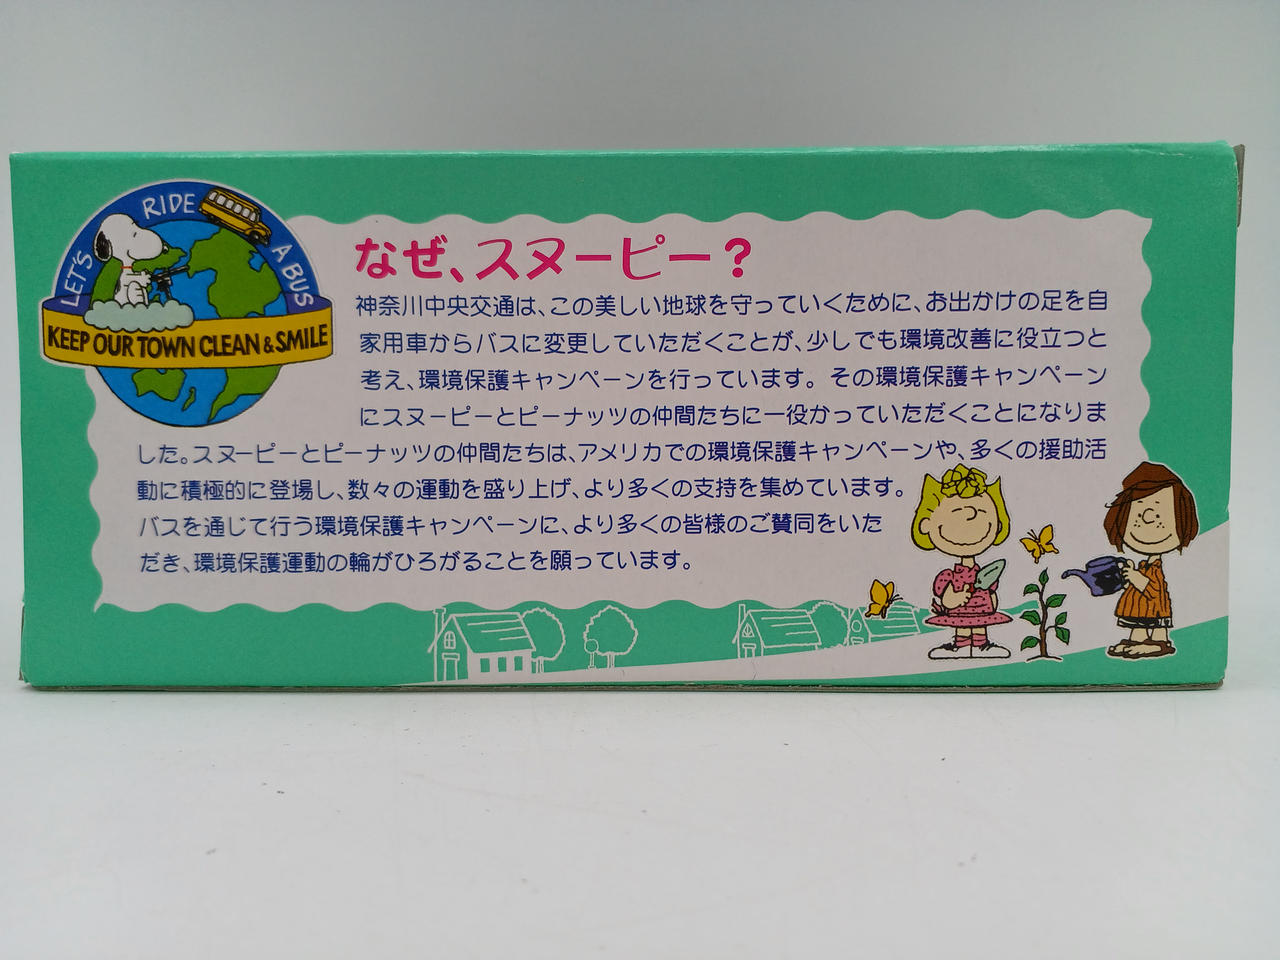 LET'S RIDE A BUS
KEEP OUR TOWN CLEAN & SMILE
なぜ、スヌーピー?
神奈川中央交通は、この美しい地球を守っていくために、お出かけの足を自
家用車からバスに変更していただくことが、少しでも環境改善に役立つと
考え、環境保護キャンペーンを行っています。その環境保護キャンペーン
にスヌーピーとピーナッツの仲間たちに一役かっていただくことになりま
した。スヌーピーとピーナッツの仲間たちは、アメリカでの環境保護キャンペーンや、多くの援助活
動に積極的に登場し、数々の運動を盛り上げ、より多くの支持を集めています。
バスを通じて行う環境保護キャンペーンに、より多くの皆様のご賛同をいた
だき、環境保護運動の輪がひろがることを願っています。